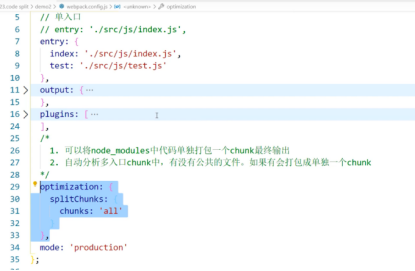 03.code split > demo2 > webpack.config.js > <unknown> > optimization
5 // 单入口
6 // entry: './src/js/index.js',
7 entry: {
8 index: './src/js/index.js',
9 test: './src/js/test.js'
10 },
11 output: { ⋯
15 },
16 plugins: [ ⋯
24 ],
25 /*
26 1. 可以将node_modules中代码单独打包一个chunk最终输出
27 2. 自动分析多入口chunk中，有没有公共的文件。如果有会打包成单独一个chunk
28 */
29 optimization: {
30 splitChunks: {
31 chunks: 'all'
32 }
33 },
34 mode: 'production'
35 };